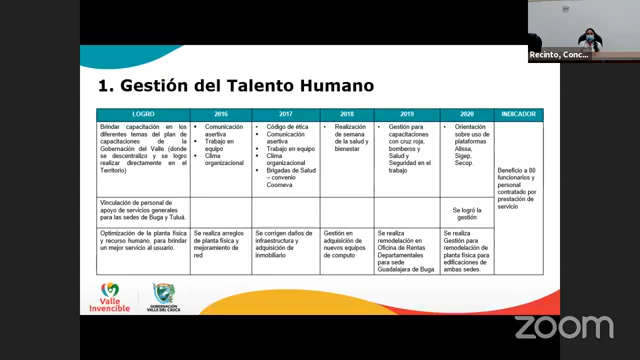 Recinto, Conc...
1. Gestión del Talento Humano
LOGRO
2016
2017
2018
2019
2020
INDICADOR
Brindar capacitación en los
diferentes temas del plan de
capacitaciones de la
Gobernación del Valle (donde
se descentralizo y se logro
realizar directamente en el
Territorio)
• Comunicación
asertiva
• Trabajo en
equipo
• Clima
organizacional
• Código de ética
• Comunicación
asertiva
• Trabajo en equipo
• Clima
organizacional
• Brigadas de Salud –
convenio
Coomeva
• Realización de
semana de
la salud y
bienestar
• Gestión para
capacitaciones
con cruz roja,
bomberos y
Salud y
Seguridad en el
trabajo
• Orientación
sobre uso de
plataformas
Alissa,
Sigep,
Secop.
Beneficio a 80
funcionarios y
personal
contratado por
prestación de
servicio
Vinculación de personal de
apoyo de servicios generales
para las sedes de Buga y Tuluá.
Se logró la
gestión
Optimización de la planta física
y recurso humano, para brindar
un mejor servicio al usuario.
Se realiza arreglos
de planta física y
mejoramiento de
red
Se corrigen daños de
infraestructura y
adquisición de
inmobiliario
Gestión en
adquisición de
nuevos equipos
de computo
Se realiza
remodelación en
Oficina de Rentas
Departamentales
para sede
Guadalajara de Buga.
Se realiza
Gestión para
remodelación de
planta física para
edificaciones de
ambas sedes.
Valle
Invencible
GOBERNACIÓN
VALLE DEL CAUCA
zoom